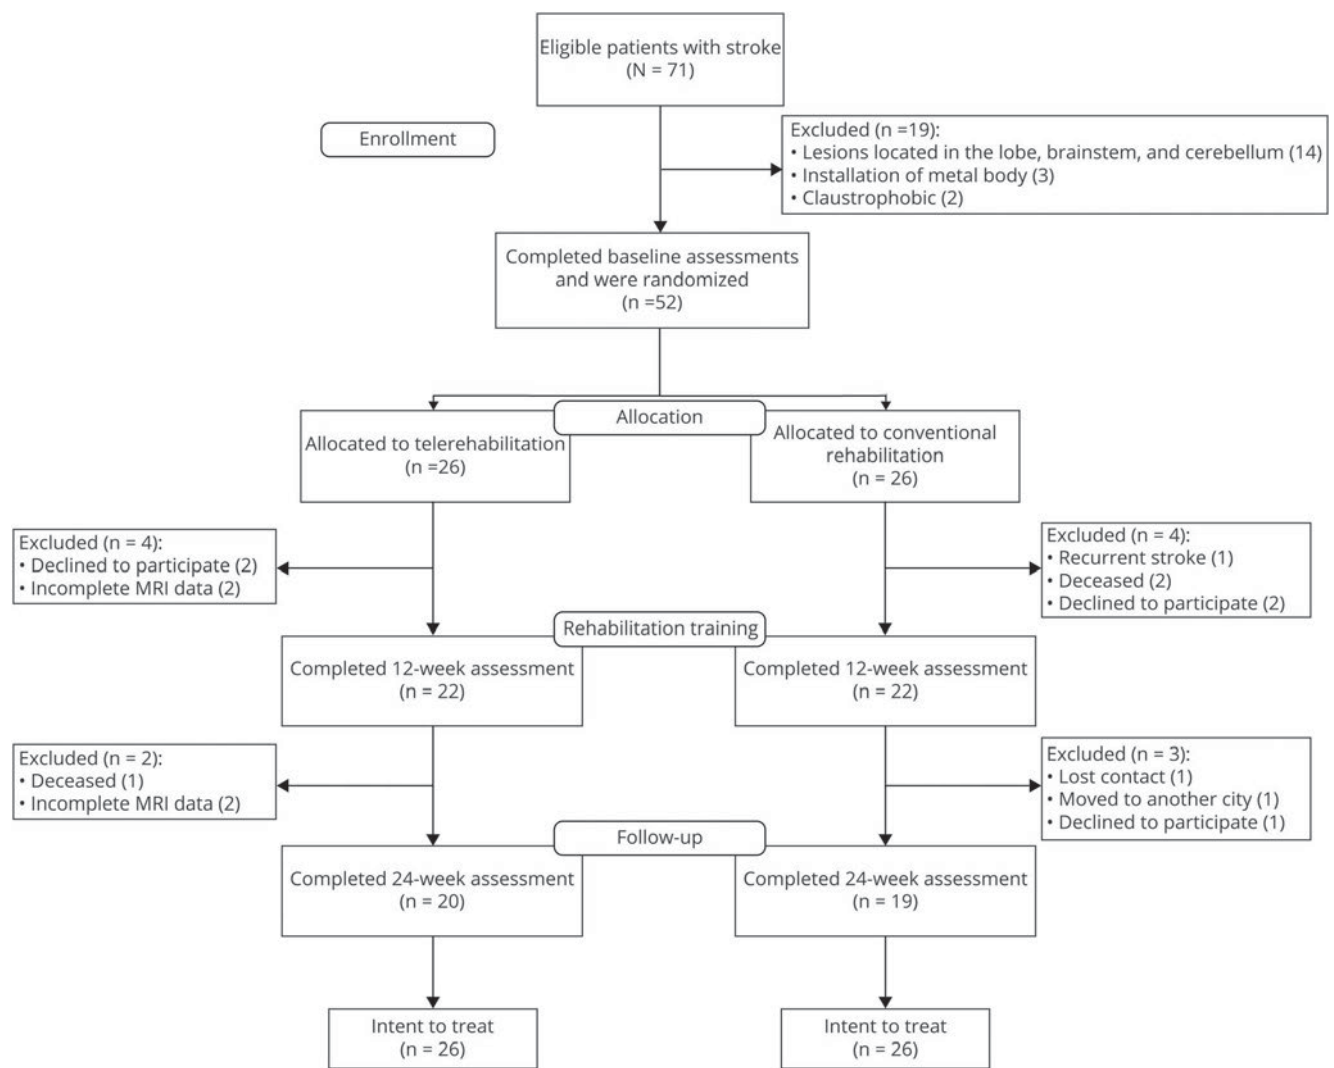 Eligible patients with stroke
(N = 71)
Enrollment
Excluded (n =19):
• Lesions located in the lobe, brainstem, and cerebellum (14)
• Installation of metal body (3)
• Claustrophobic (2)
Completed baseline assessments
and were randomized
(n =52)
Allocation
Allocated to telerehabilitation
(n =26)
Allocated to conventional
rehabilitation
(n = 26)
Excluded (n = 4):
• Declined to participate (2)
• Incomplete MRI data (2)
Excluded (n = 4):
• Recurrent stroke (1)
• Deceased (2)
• Declined to participate (2)
Rehabilitation training
Completed 12-week assessment
(n = 22)
Completed 12-week assessment
(n = 22)
Excluded (n = 2):
• Deceased (1)
• Incomplete MRI data (2)
Excluded (n = 3):
• Lost contact (1)
• Moved to another city (1)
• Declined to participate (1)
Follow-up
Completed 24-week assessment
(n = 20)
Completed 24-week assessment
(n = 19)
Intent to treat
(n = 26)
Intent to treat
(n = 26)